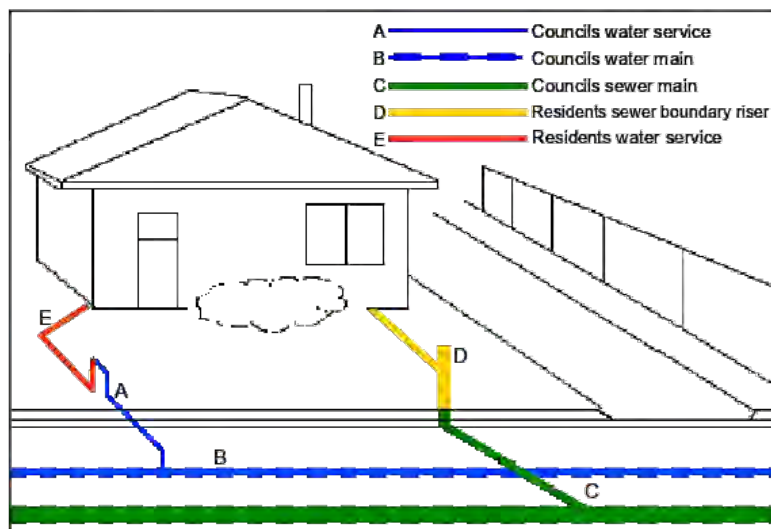 A Councils water service
B Councils water main
C Councils sewer main
D Residents sewer boundary riser
E Residents water service
E
D
A
B
C